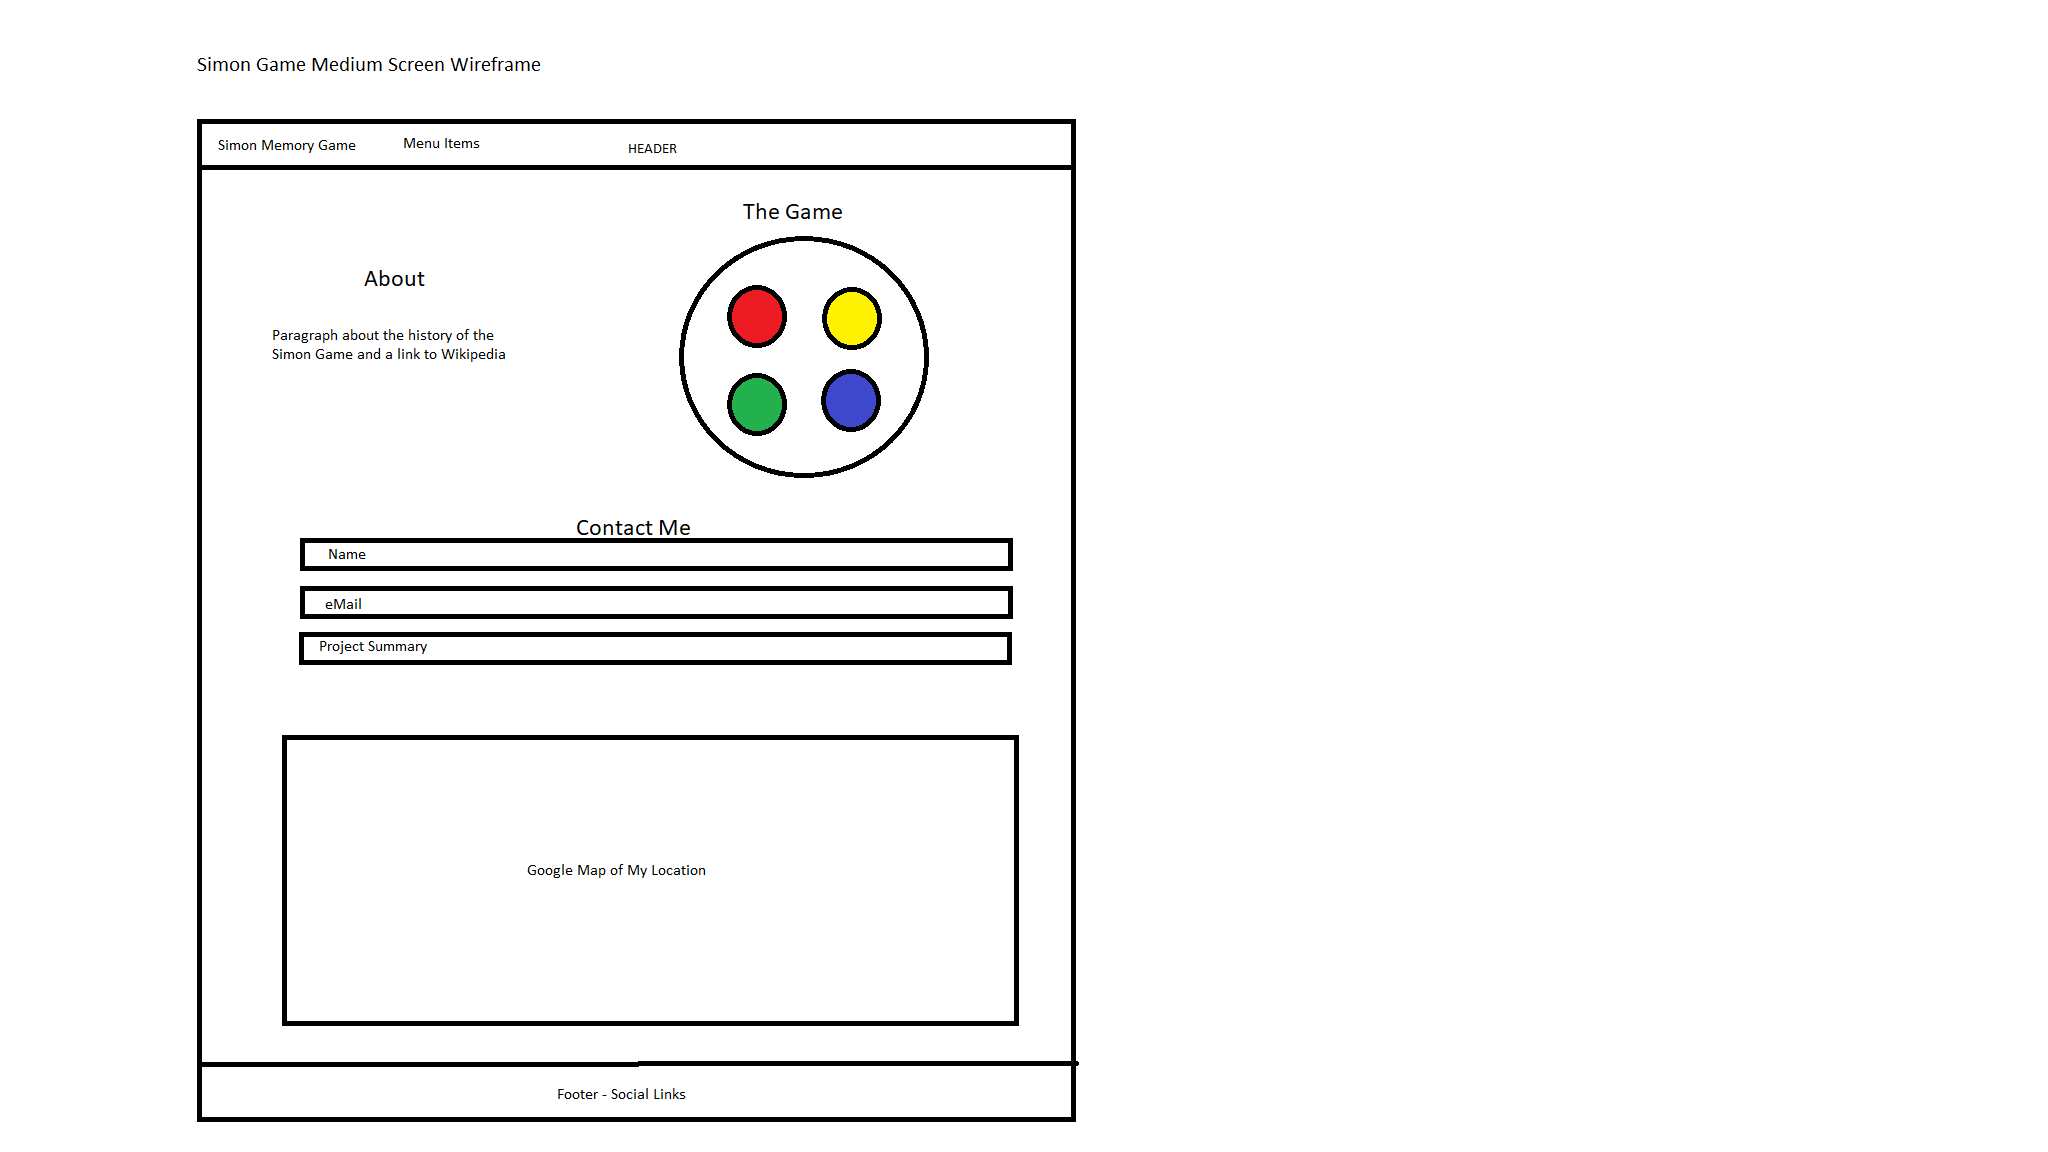 Simon Game Medium Screen Wireframe
Simon Memory Game
Menu Items
HEADER
The Game
About
Paragraph about the history of the
Simon Game and a link to Wikipedia
Contact Me
Name
eMail
Project Summary
Google Map of My Location
Footer - Social Links